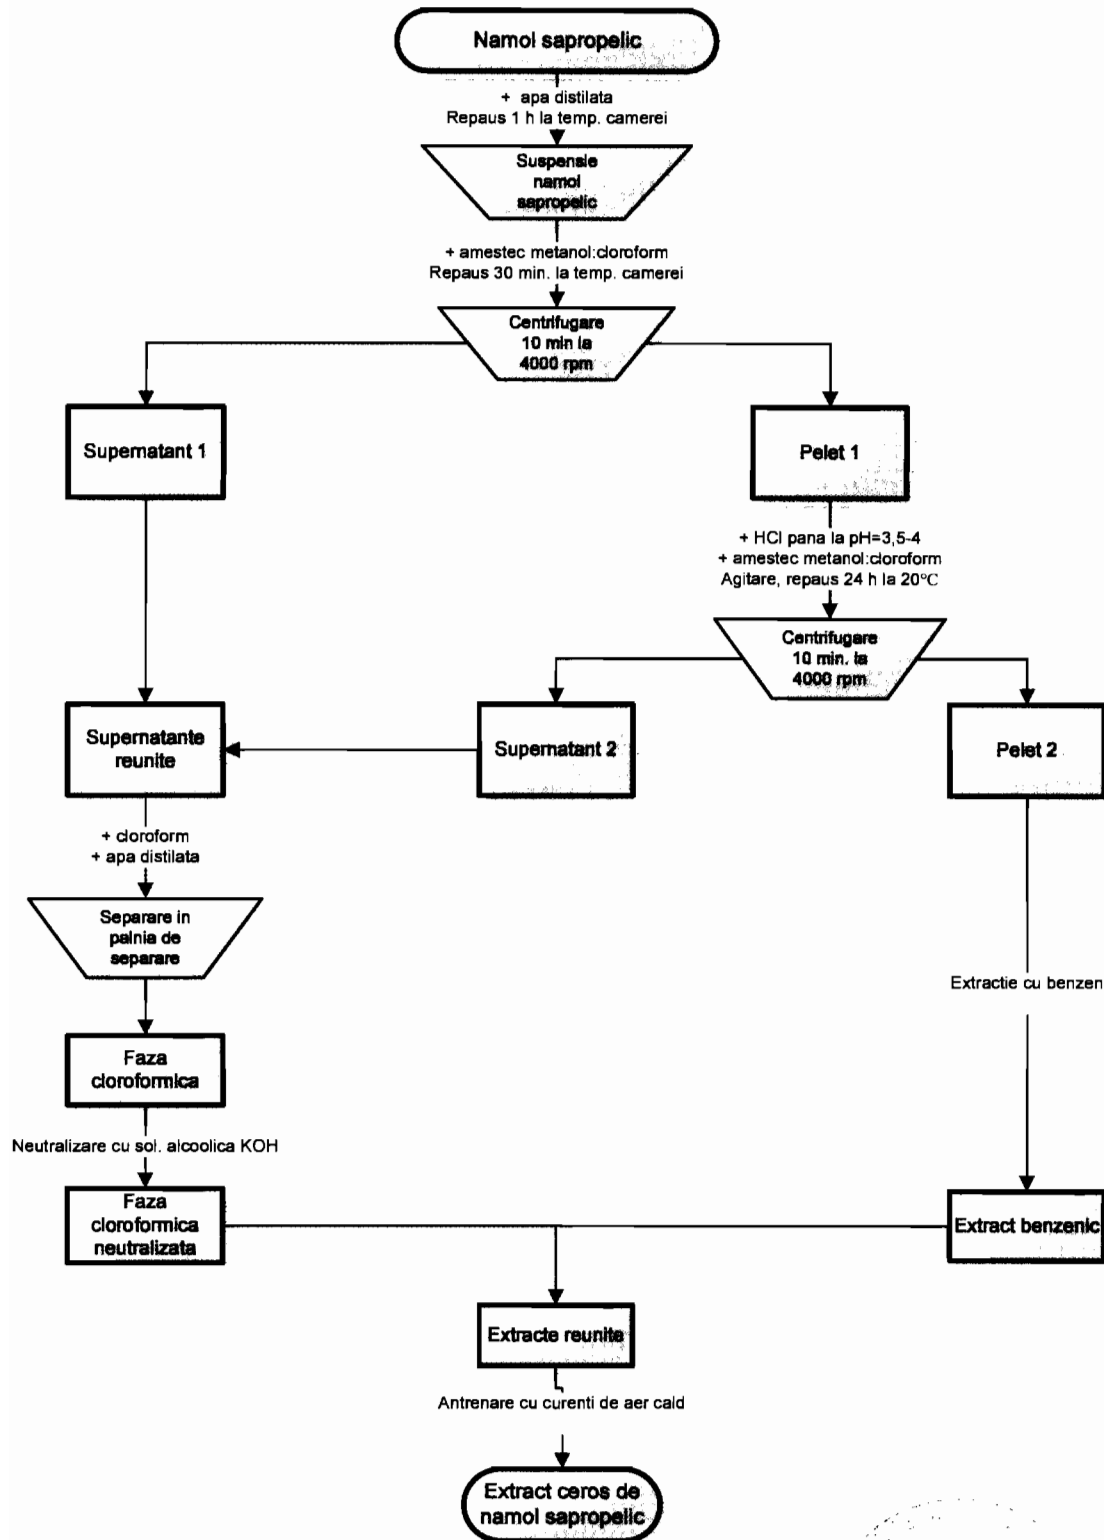 Namol sapropelic
+ apa distilata
Repaus 1 h la temp. camerei
Suspensie
namol
sapropelic
+ amestec metanol:cloroform
Repaus 30 min. la temp. camerei
Centrifugare
10 min la
4000 rpm
Supernatant 1
Pelet 1
+ HCl pana la pH=3,5-4
+ amestec metanol:cloroform
Agitare, repaus 24 h la 20°C
Centrifugare
10 min. la
4000 rpm
Supernatante
reunite
Supernatant 2
Pelet 2
+ cloroform
+ apa distilata
Separare in
palnia de
separare
Extractie cu benzen
Faza
cloroformica
Neutralizare cu sol. alcoolica KOH
Faza
cloroformica
neutralizata
Extract benzenic
Extracte reunite
Antrenare cu curenti de aer cald
Extract ceros de
namol sapropelic